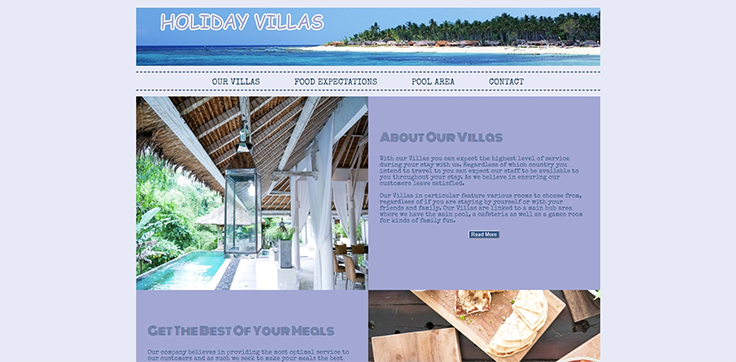 HOLIDAY VILLAS
OUR VILLAS FOOD EXPECTATIONS POOL AREA CONTACT
About Our Villas
With our Villas you can expect the highest level of service
during your stay with us. Regardless of which country you
intend to travel to you can expect our staff to be available to
you throughout your stay. As we believe in ensuring our
customers leave satisfied.
Our Villas in particular feature various rooms to choose from,
regardless of if you are staying by yourself or with your
friends and family. Our Villas are linked to a main hub area
where we have the main pool, a cafeteria as well as a games room
for kinds of family fun.
Read More
Get The Best Of Your Meals
Our company believes in providing the most optimal service to
our customers and as such we seek to make your meals the best